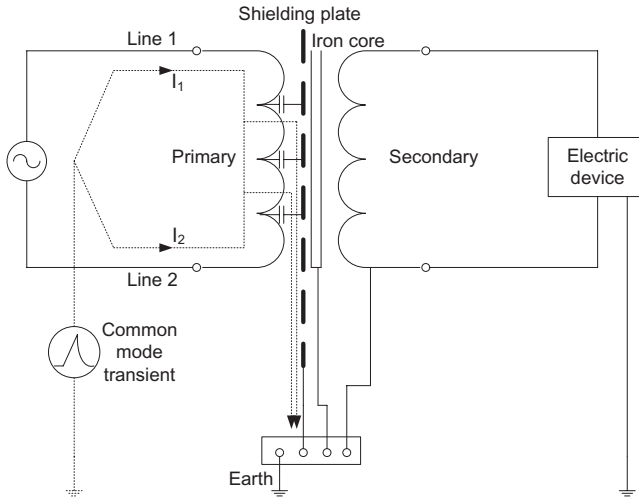 Shielding plate
Line 1
Iron core
I1
Primary
Secondary
Electric
device
I2
Line 2
Common
mode
transient
Earth